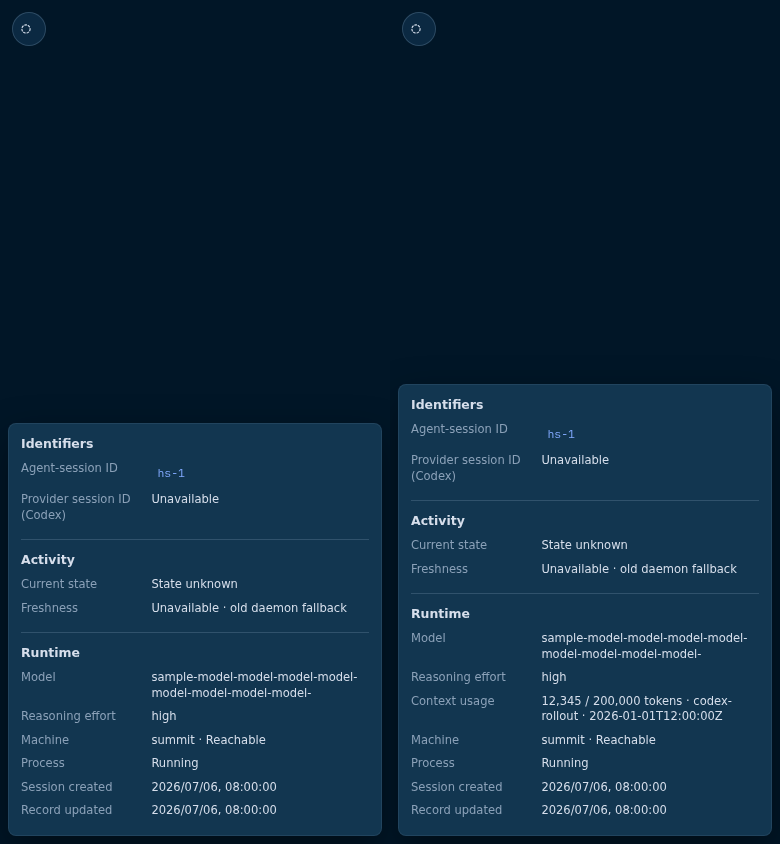 Identifiers
Agent-session ID hs-1
Provider session ID Unavailable
(Codex)
Activity
Current state State unknown
Freshness Unavailable · old daemon fallback
Runtime
Model sample-model-model-model-model-
model-model-model-model-
Reasoning effort high
Machine summit · Reachable
Process Running
Session created 2026/07/06, 08:00:00
Record updated 2026/07/06, 08:00:00
Identifiers
Agent-session ID hs-1
Provider session ID Unavailable
(Codex)
Activity
Current state State unknown
Freshness Unavailable · old daemon fallback
Runtime
Model sample-model-model-model-model-
model-model-model-model-
Reasoning effort high
Context usage 12,345 / 200,000 tokens · codex-
rollout · 2026-01-01T12:00:00Z
Machine summit · Reachable
Process Running
Session created 2026/07/06, 08:00:00
Record updated 2026/07/06, 08:00:00